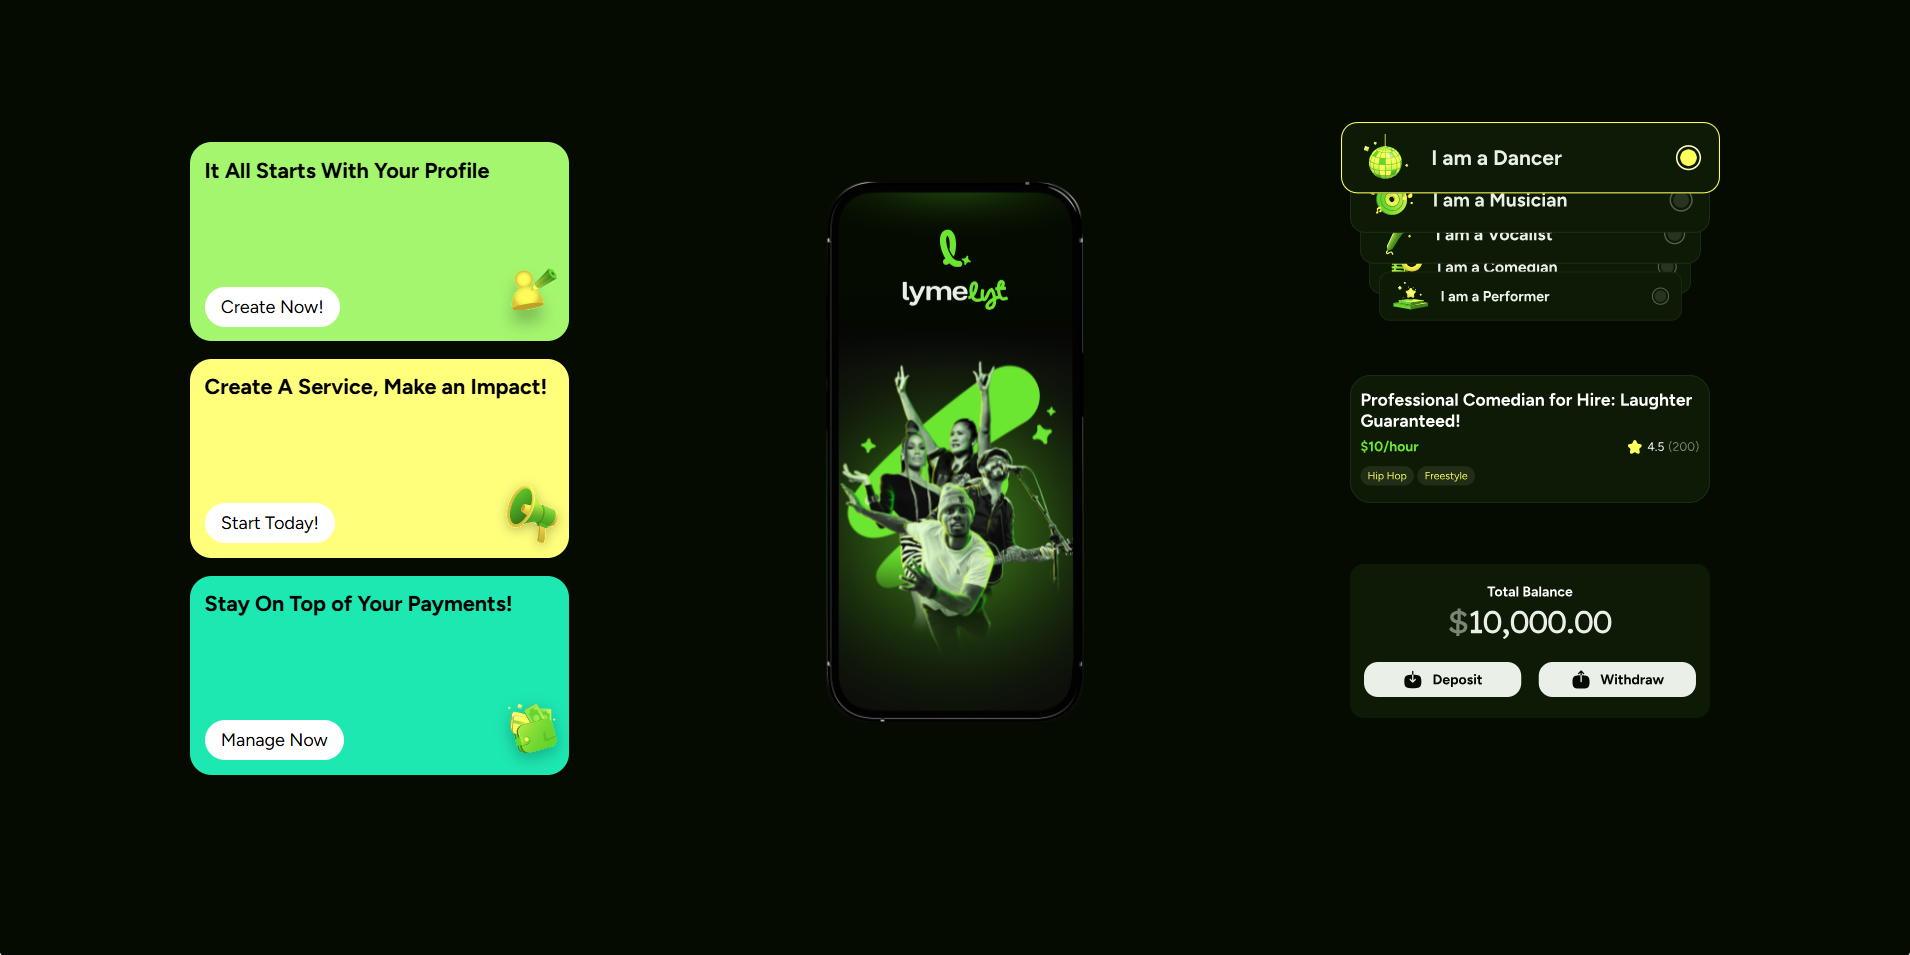 It All Starts With Your Profile
Create Now!
Create A Service, Make an Impact!
Start Today!
Stay On Top of Your Payments!
Manage Now
lymelyt
I am a Dancer
I am a Musician
I am a Vocalist
I am a Comedian
I am a Performer
Professional Comedian for Hire: Laughter
Guaranteed!
$10/hour
4.5 (200)
Hip Hop Freestyle
Total Balance
$10,000.00
Deposit Withdraw